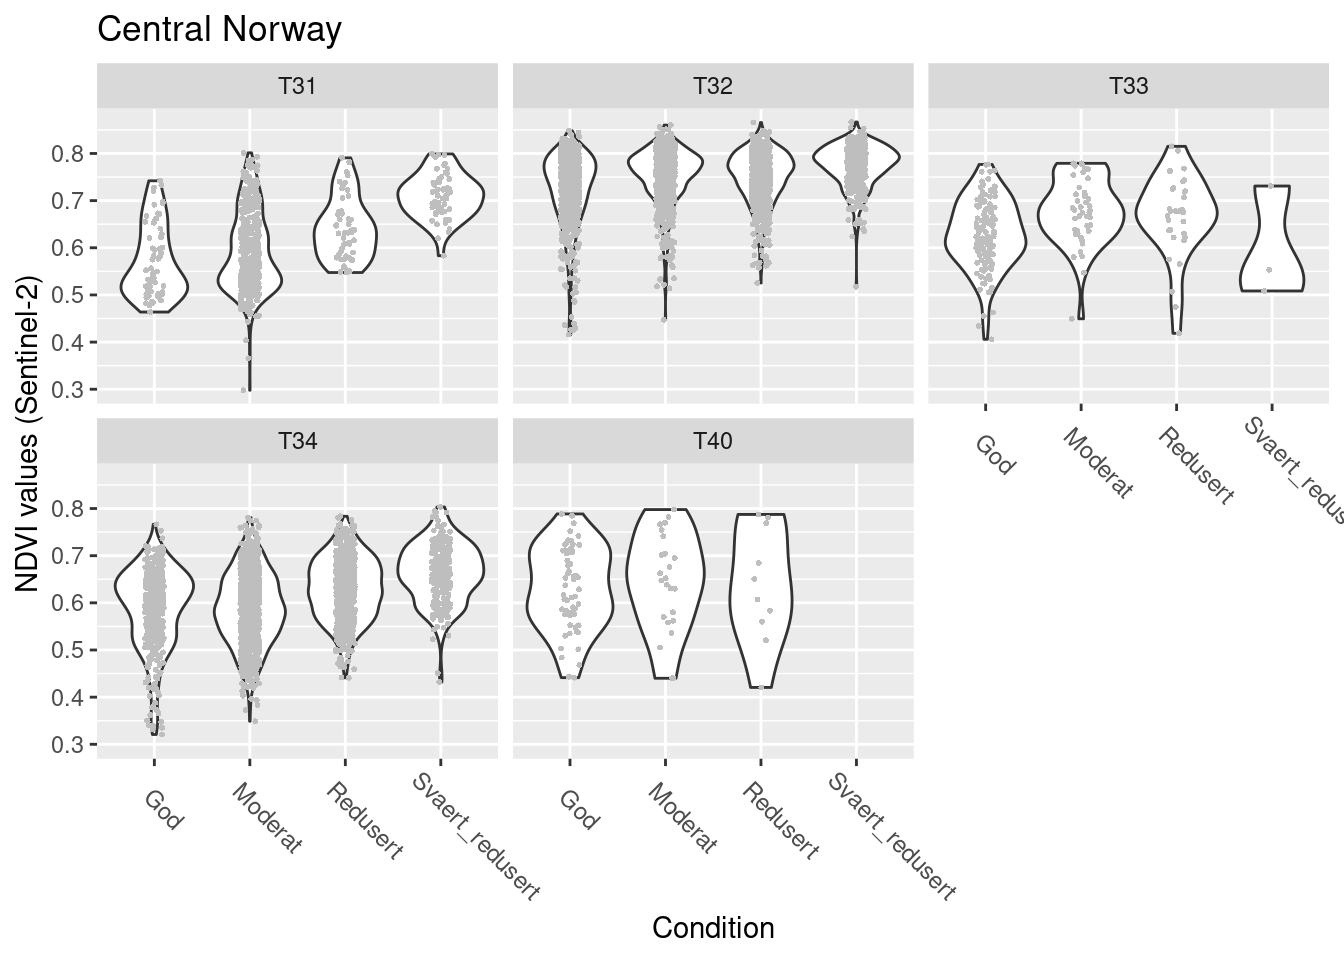 Central Norway
T31
T32
T33
NDVI values (Sentinel-2)
0.8
0.7
0.6
0.5
0.4
0.3
God
Moderat
Redusert
Svaert_redus
T34
T40
0.8
0.7
0.6
0.5
0.4
0.3
God
Moderat
Redusert
Svaert_redusert
God
Moderat
Redusert
Svaert_redusert
Condition